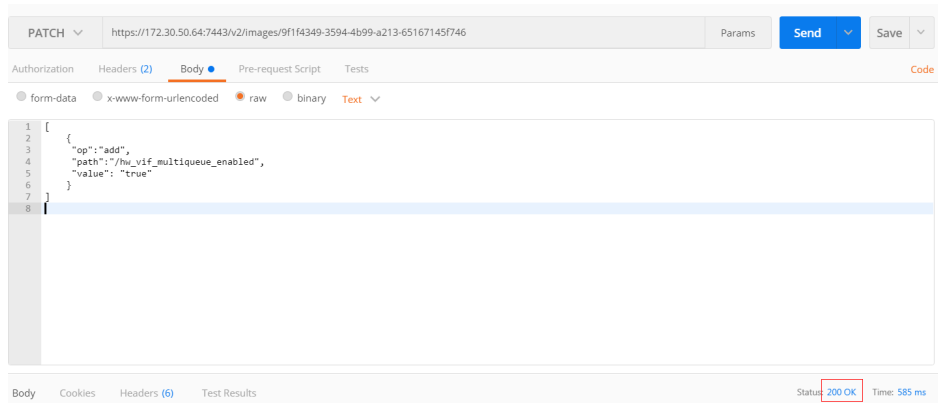 PATCH https://172.30.50.64:7443/v2/images/9f1f4349-3594-4b99-a213-65167145f746 Params Send Save
Authorization Headers (2) Body Pre-request Script Tests Code
form-data x-www-form-urlencoded raw binary Text
1 [
2 {
3 "op":"add",
4 "path":"/hw_vif_multiqueue_enabled",
5 "value": "true"
6 }
7 ]
8
Body Cookies Headers (6) Test Results Status 200 OK Time: 585 ms